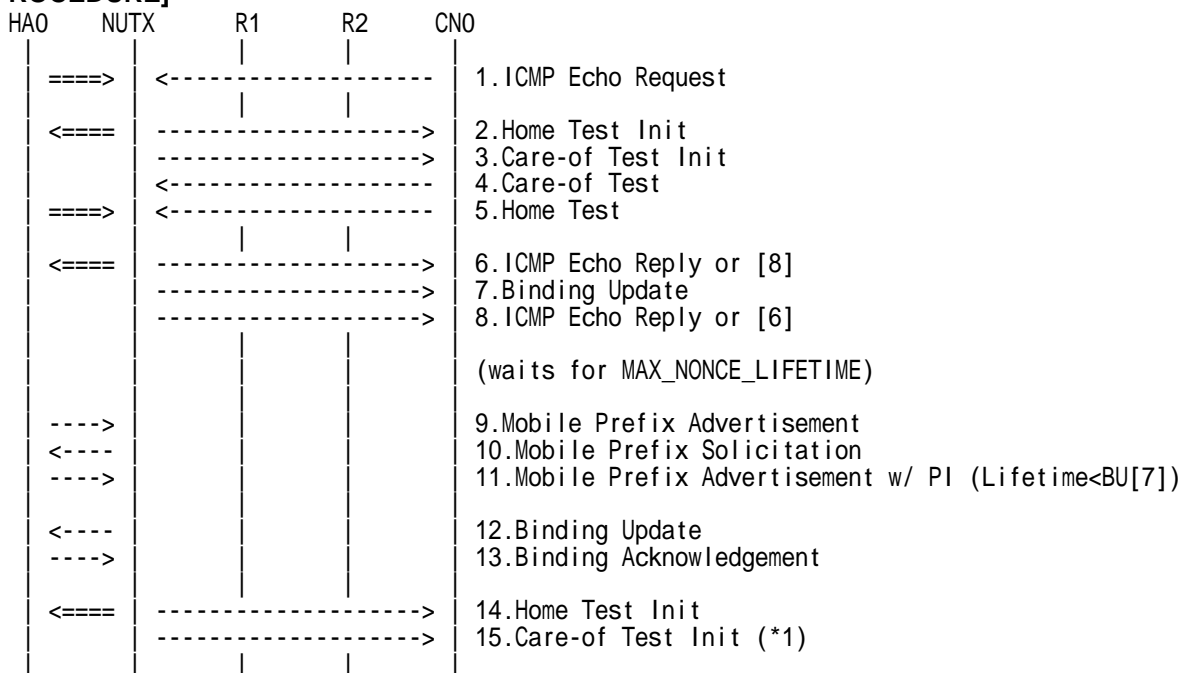 HA0 NUTX R1 R2 CN0
====> <-------------------- 1.ICMP Echo Request
<==== --------------------> 2.Home Test Init
--------------------> 3.Care-of Test Init
<-------------------- 4.Care-of Test
====> <-------------------- 5.Home Test
<==== --------------------> 6.ICMP Echo Reply or [8]
--------------------> 7.Binding Update
--------------------> 8.ICMP Echo Reply or [6]
(waits for MAX_NONCE_LIFETIME)
----> 9.Mobile Prefix Advertisement
<---- 10.Mobile Prefix Solicitation
----> 11.Mobile Prefix Advertisement w/ PI (Lifetime<BU[7])
<---- 12.Binding Update
----> 13.Binding Acknowledgement
<==== --------------------> 14.Home Test Init
--------------------> 15.Care-of Test Init (*1)